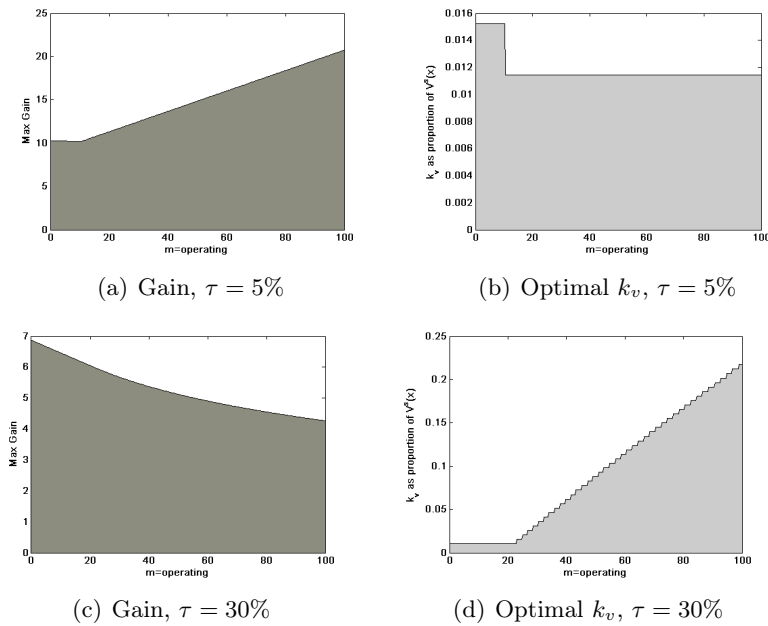 25
20
15
10
5
0
Max Gain
0 20 40 60 80 100
m=operating
(a) Gain, τ = 5%
0.016
0.014
0.012
0.01
0.008
0.006
0.004
0.002
0
k_v as proportion of V^s(x)
0 20 40 60 80 100
m=operating
(b) Optimal k_v, τ = 5%
7
6
5
4
3
2
1
0
Max Gain
0 20 40 60 80 100
m=operating
(c) Gain, τ = 30%
0.25
0.2
0.15
0.1
0.05
0
k_v as proportion of V^s(x)
0 20 40 60 80 100
m=operating
(d) Optimal k_v, τ = 30%